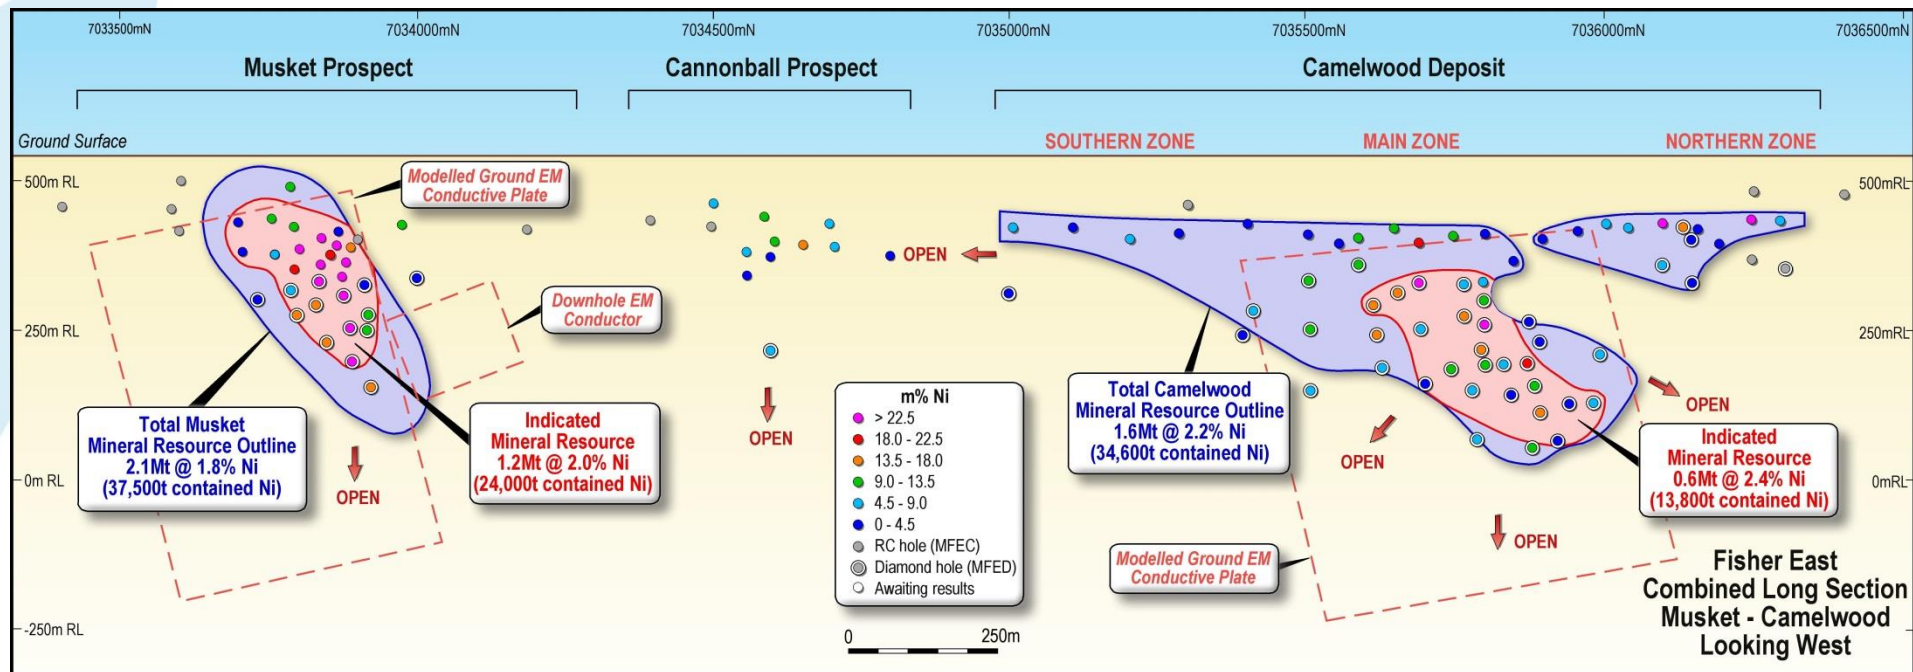 7033500mN
7034000mN
7034500mN
7035000mN
7035500mN
7036000mN
7036500mN
Musket Prospect
Cannonball Prospect
Camelwood Deposit
Ground Surface
SOUTHERN ZONE
MAIN ZONE
NORTHERN ZONE
500m RL
500mRL
Modelled Ground EM
Conductive Plate
OPEN
Downhole EM
Conductor
250m RL
250mRL
Total Musket
Mineral Resource Outline
2.1Mt @ 1.8% Ni
(37,500t contained Ni)
Indicated
Mineral Resource
1.2Mt @ 2.0% Ni
(24,000t contained Ni)
OPEN
OPEN
m% Ni
> 22.5
18.0 - 22.5
13.5 - 18.0
9.0 - 13.5
4.5 - 9.0
0 - 4.5
RC hole (MFEC)
Diamond hole (MFED)
Awaiting results
Total Camelwood
Mineral Resource Outline
1.6Mt @ 2.2% Ni
(34,600t contained Ni)
OPEN
OPEN
Indicated
Mineral Resource
0.6Mt @ 2.4% Ni
(13,800t contained Ni)
0m RL
0mRL
OPEN
Modelled Ground EM
Conductive Plate
Fisher East
Combined Long Section
Musket - Camelwood
Looking West
-250m RL
0
250m